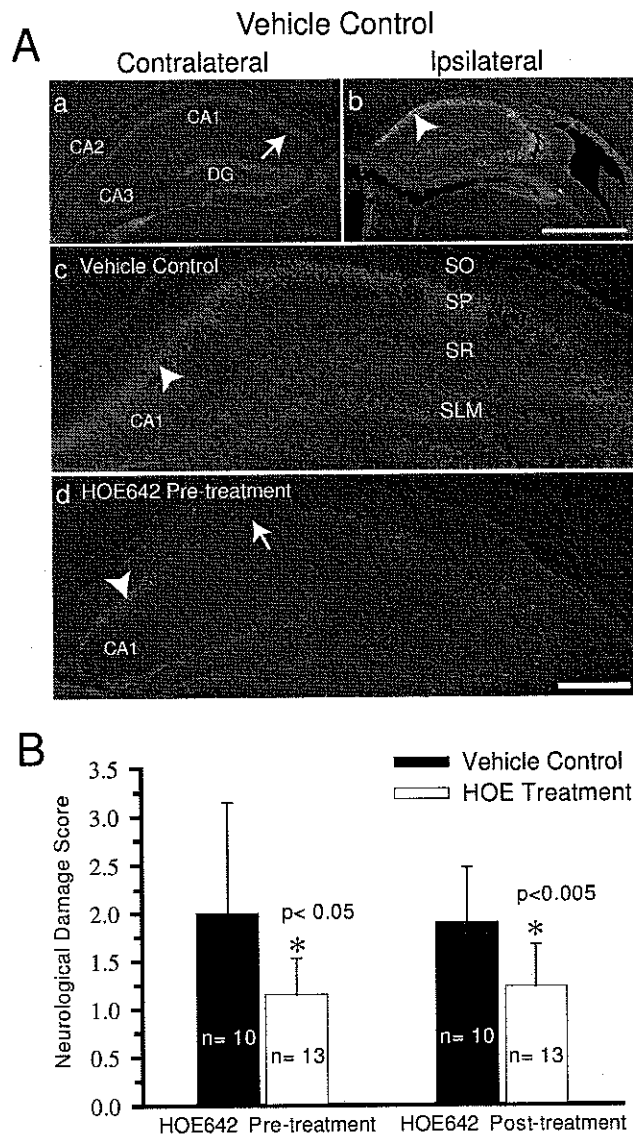 A
Vehicle Control
Contralateral
Ipsilateral
a
CA1
CA2
DG
CA3
b
c Vehicle Control
SO
SP
SR
SLM
CA1
d HOE642 Pre-treatment
CA1
B
Vehicle Control
HOE Treatment
Neurological Damage Score
3.5
3.0
2.5
2.0
1.5
1.0
0.5
0.0
p< 0.05
*
n= 10
n= 13
p<0.005
*
n= 10
n= 13
HOE642 Pre-treatment
HOE642 Post-treatment